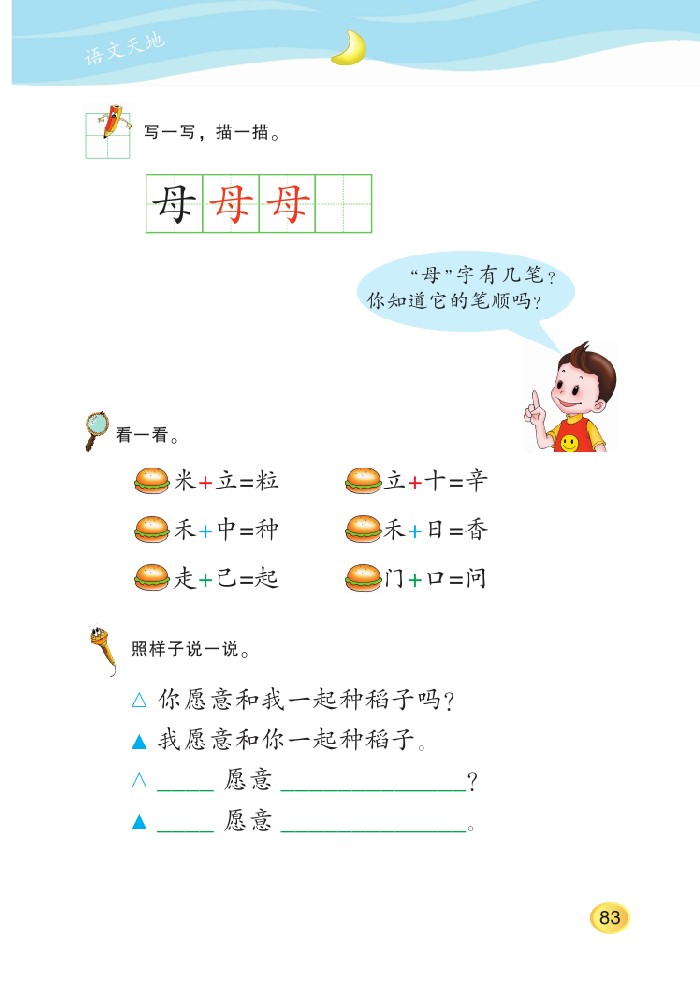 语文天地
写一写，描一描。
母 母 母
“母”字有几笔？
你知道它的笔顺吗？
看一看。
米+立=粒 立+十=辛
禾+中=种 禾+日=香
走+己=起 门+口=问
照样子说一说。
△ 你愿意和我一起种稻子吗？
▲ 我愿意和你一起种稻子。
△ ____ 愿意 ______________？
▲ ____ 愿意 ______________。
83